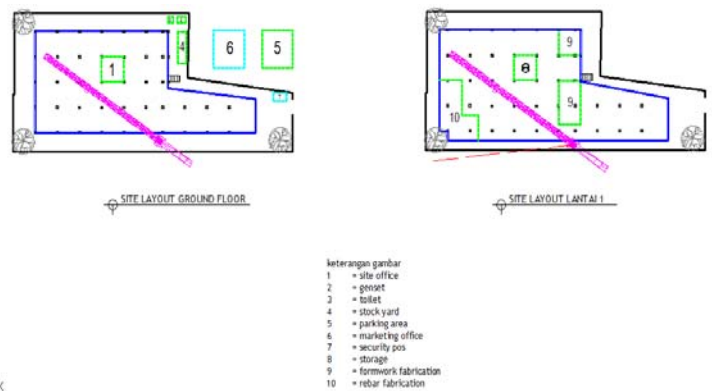 1
4
6
5
SITE LAYOUT GROUND FLOOR
9
8
9
10
SITE LAYOUT LANTAI 1
keterangan gambar
1 = site office
2 = genset
3 = toilet
4 = stock yard
5 = parking area
6 = marketing office
7 = security pos
8 = storage
9 = formwork fabrication
10 = rebar fabrication
X